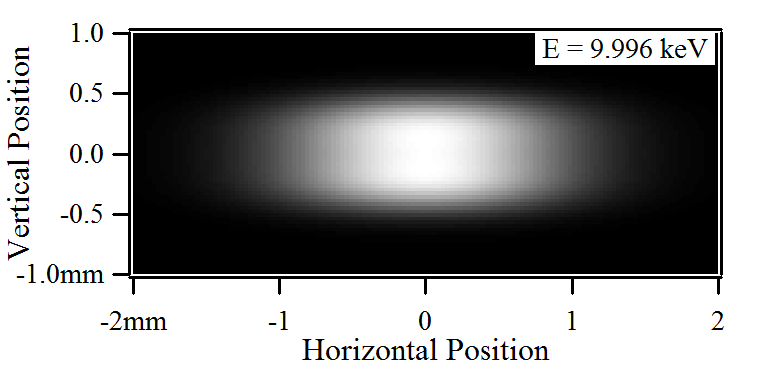 E = 9.996 keV
Vertical Position
1.0
0.5
0.0
-0.5
-1.0mm
-2mm
-1
0
1
2
Horizontal Position